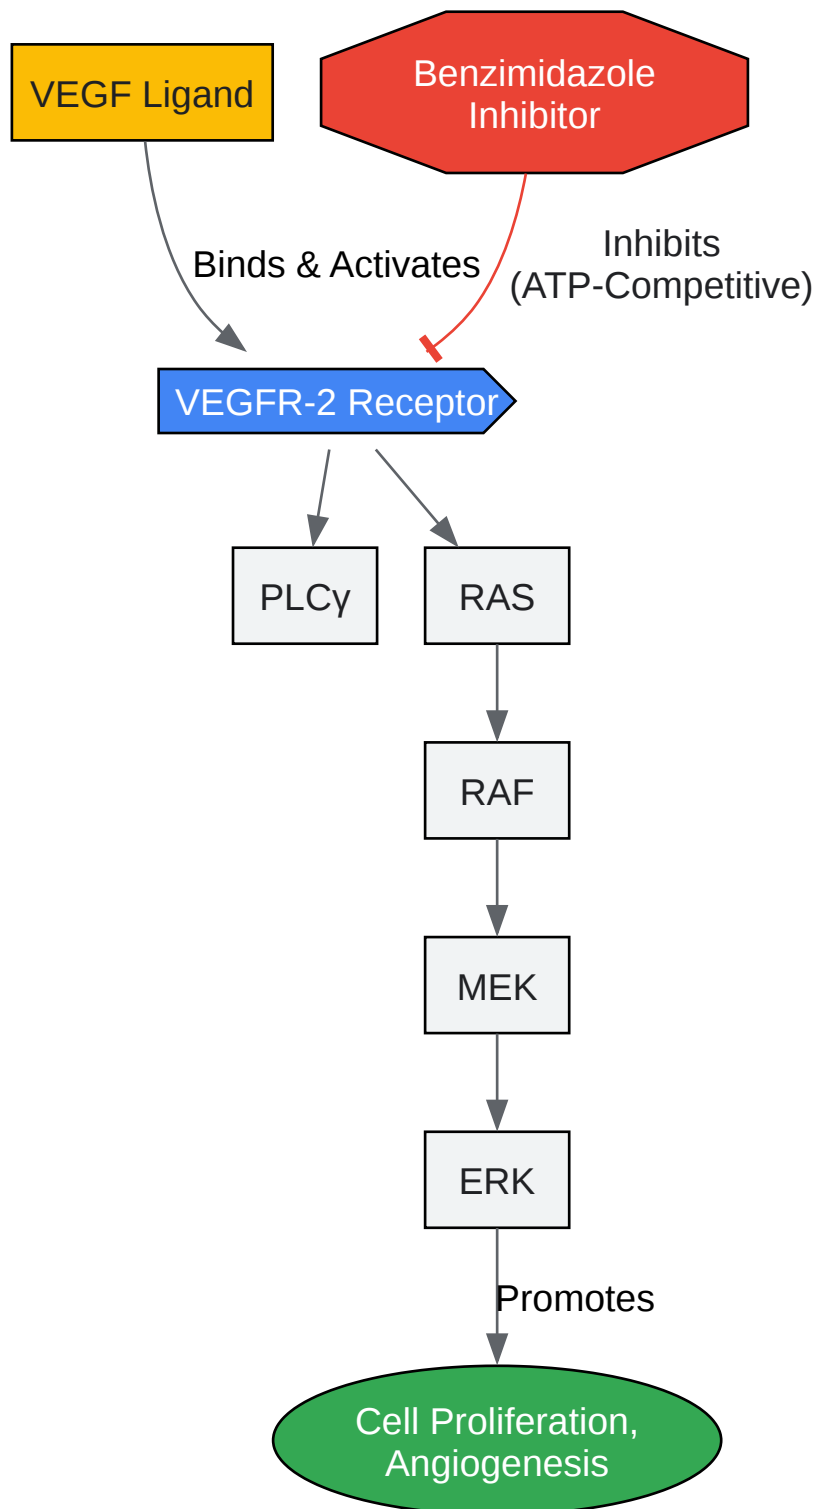 VEGF Ligand
Benzimidazole
Inhibitor
Binds & Activates
Inhibits
(ATP-Competitive)
VEGFR-2 Receptor
PLCγ
RAS
RAF
MEK
ERK
Promotes
Cell Proliferation,
Angiogenesis